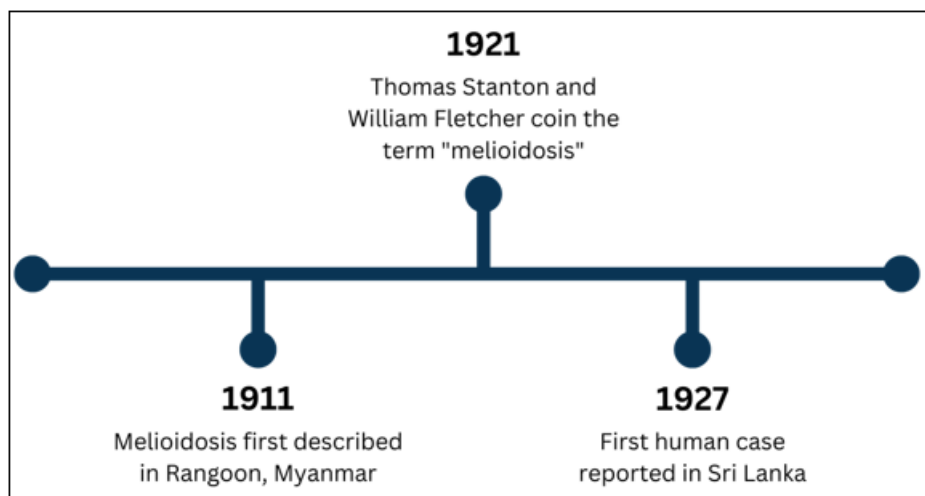 1921
Thomas Stanton and
William Fletcher coin the
term "melioidosis"
1911
Melioidosis first described
in Rangoon, Myanmar
1927
First human case
reported in Sri Lanka